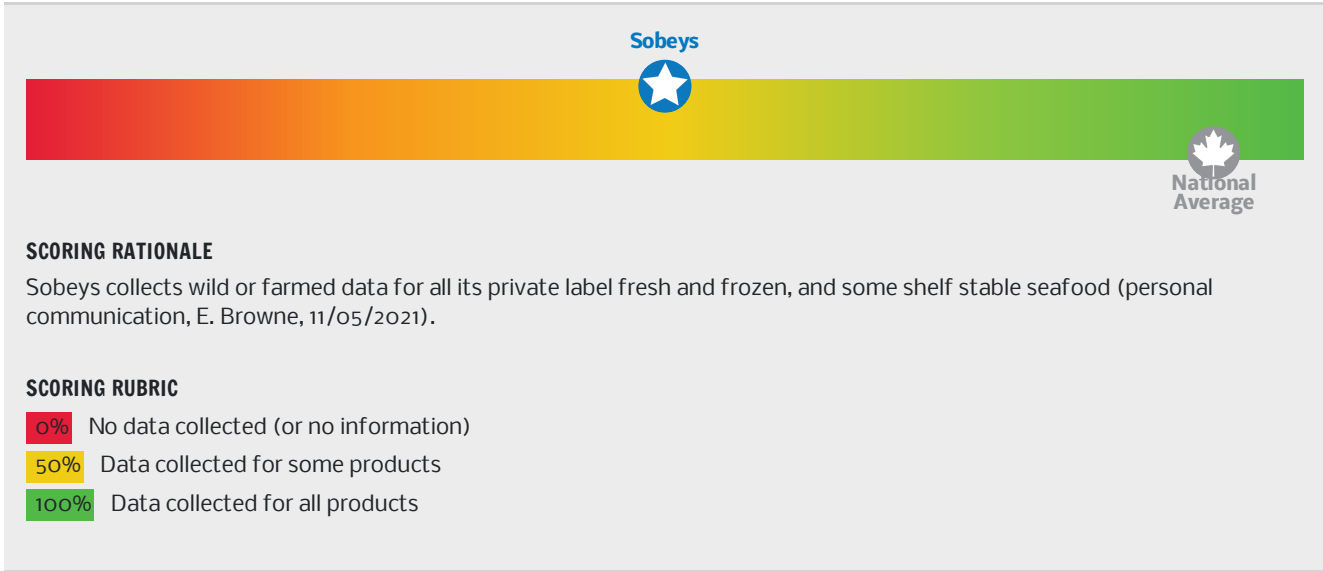 Sobeys
National
Average
SCORING RATIONALE
Sobeys collects wild or farmed data for all its private label fresh and frozen, and some shelf stable seafood (personal
communication, E. Browne, 11/05/2021).
SCORING RUBRIC
0% No data collected (or no information)
50% Data collected for some products
100% Data collected for all products